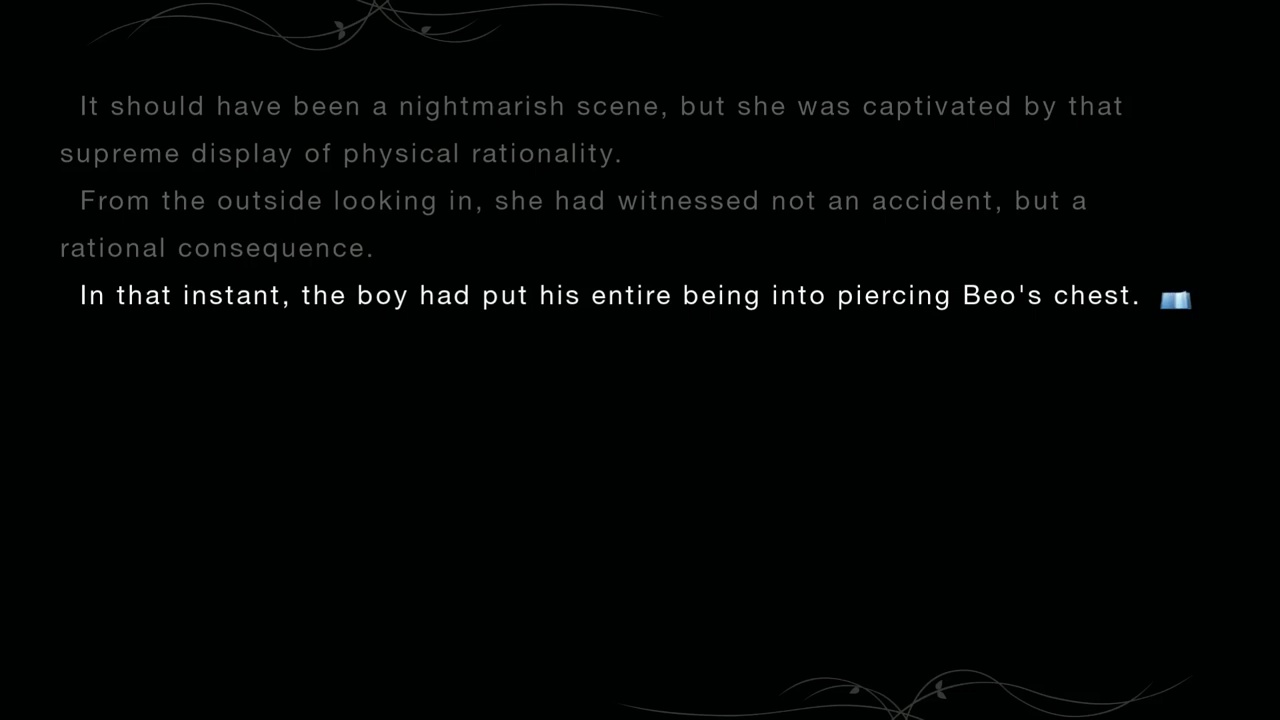 It should have been a nightmarish scene, but she was captivated by that
supreme display of physical rationality.
From the outside looking in, she had witnessed not an accident, but a
rational consequence.
In that instant, the boy had put his entire being into piercing Beo's chest.